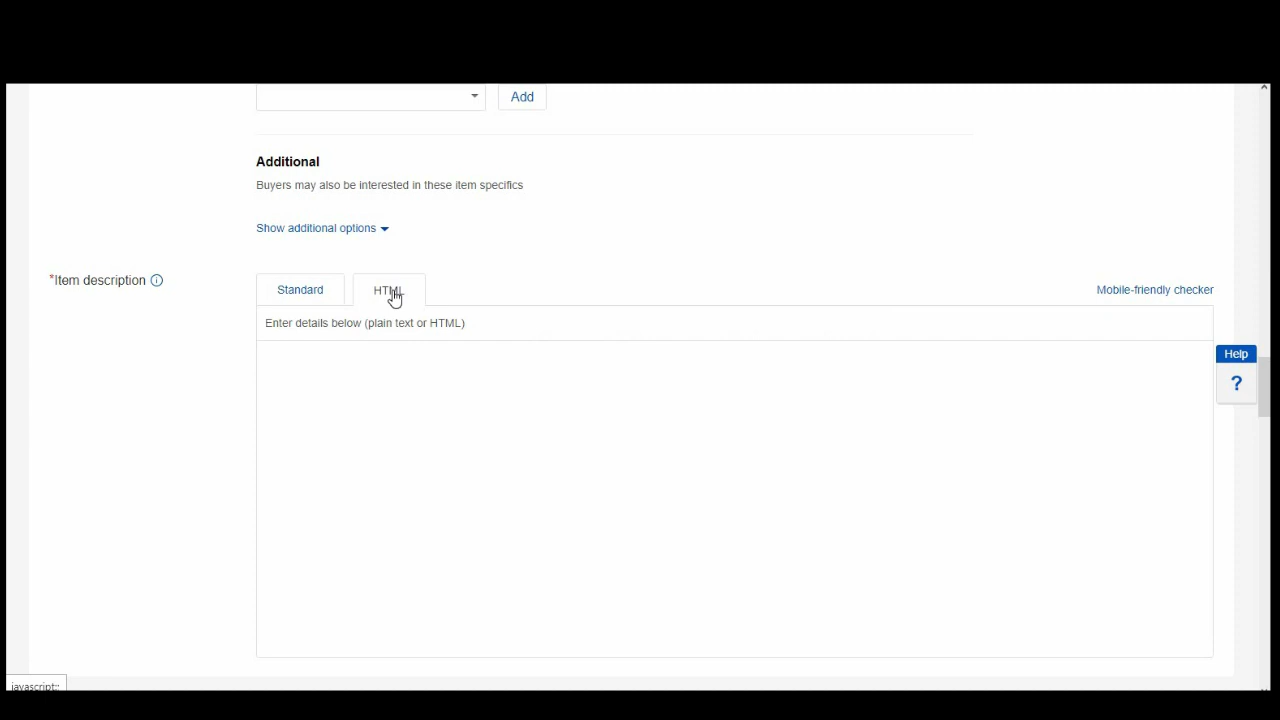 Add
Additional
Buyers may also be interested in these item specifics
Show additional options
*Item description
Standard
HTML
Mobile-friendly checker
Enter details below (plain text or HTML)
Help
?
javascript:;